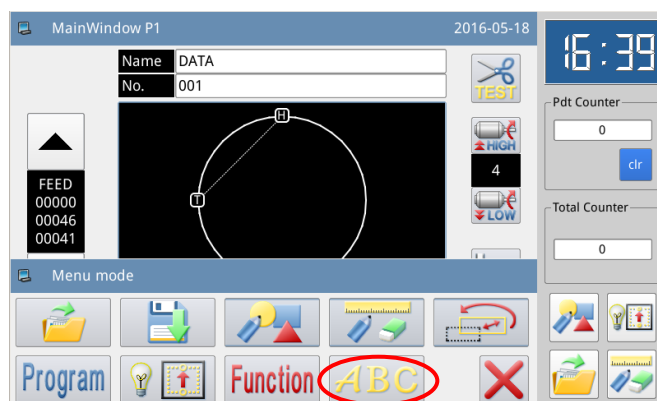 MainWindow P1
2016-05-18
16:39
Name DATA
No. 001
TEST
H
T
HIGH
4
LOW
FEED
00000
00046
00041
Pdt Counter
0
clr
Total Counter
0
Menu mode
Program
Function
ABC